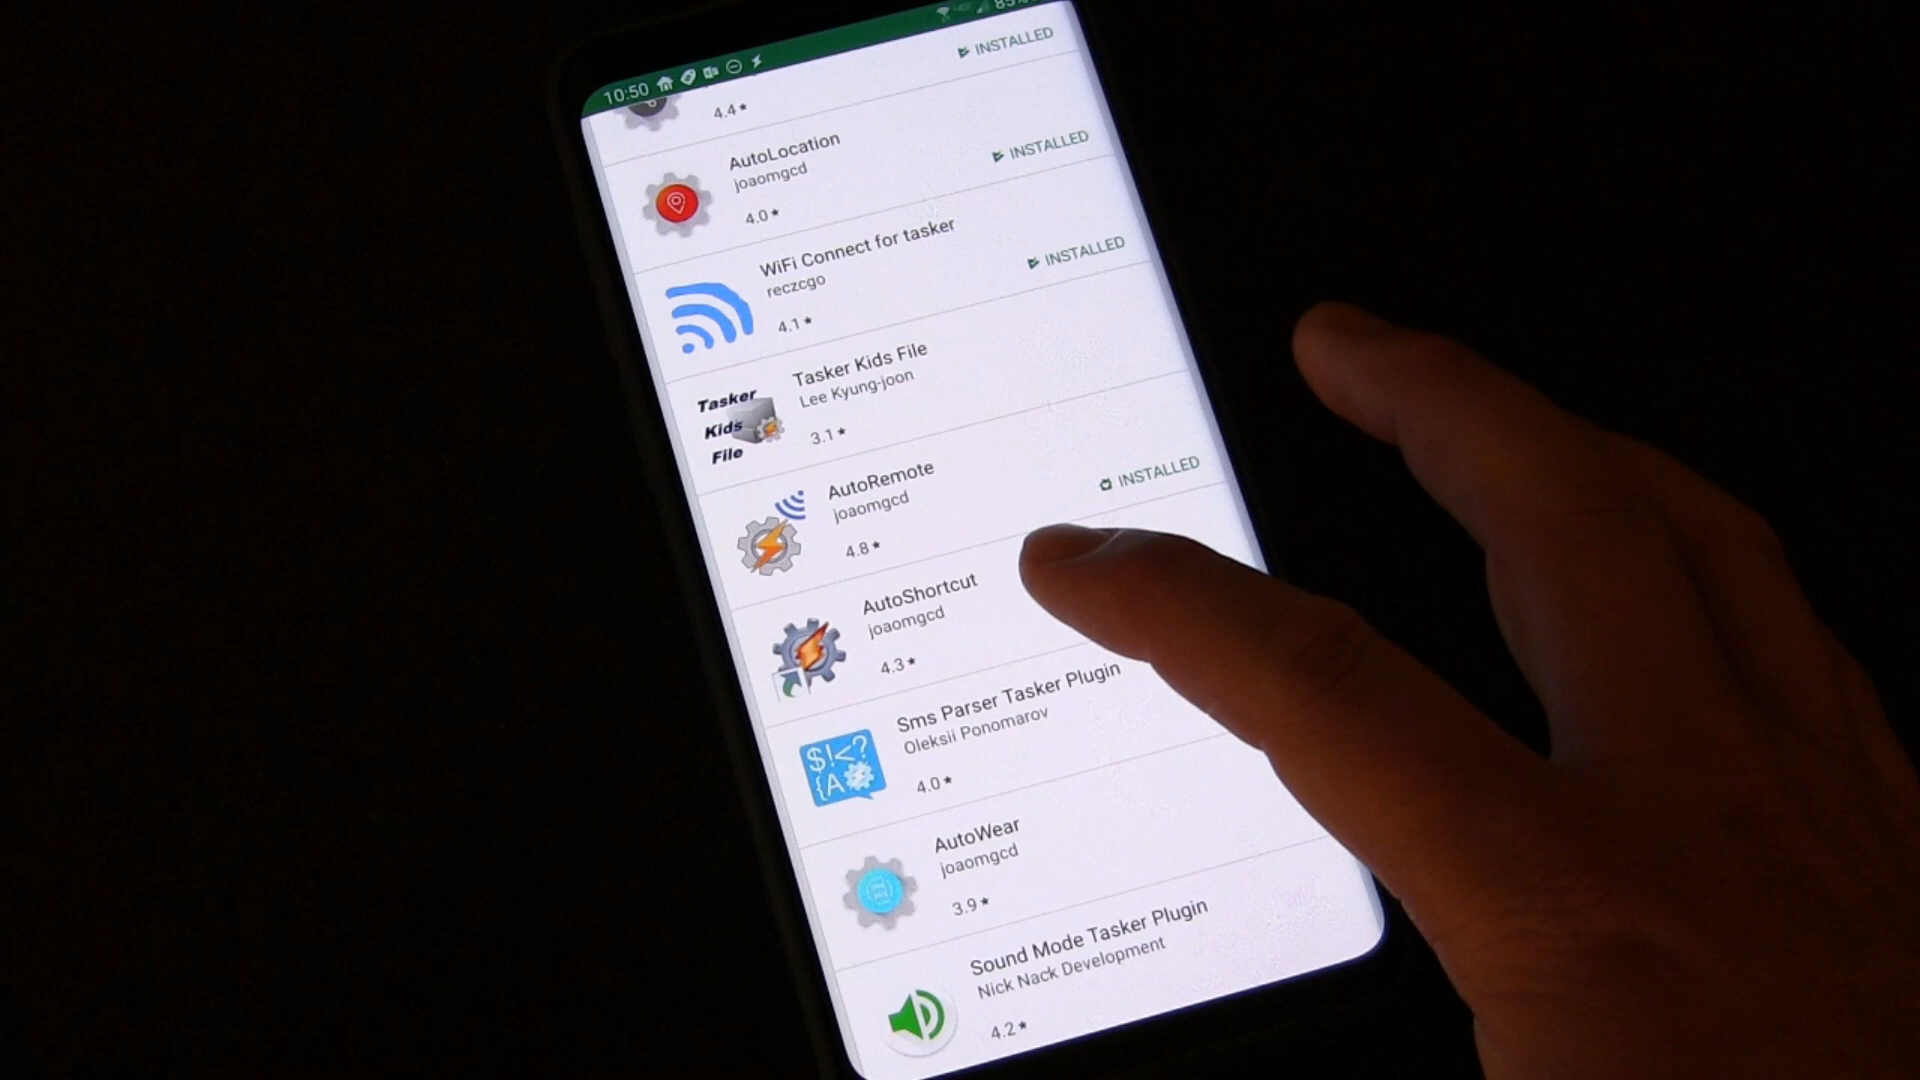 10:50
INSTALLED
4.4★
AutoLocation
joaomgcd
INSTALLED
4.0★
WiFi Connect for tasker
reczcgo
INSTALLED
4.1★
Tasker
Kids
File
Tasker Kids File
Lee Kyung-joon
3.1★
AutoRemote
joaomgcd
INSTALLED
4.8★
AutoShortcut
joaomgcd
4.3★
$!<?
{A
Sms Parser Tasker Plugin
Oleksii Ponomarov
4.0★
AutoWear
joaomgcd
3.9★
Sound Mode Tasker Plugin
Nick Nack Development
4.2★